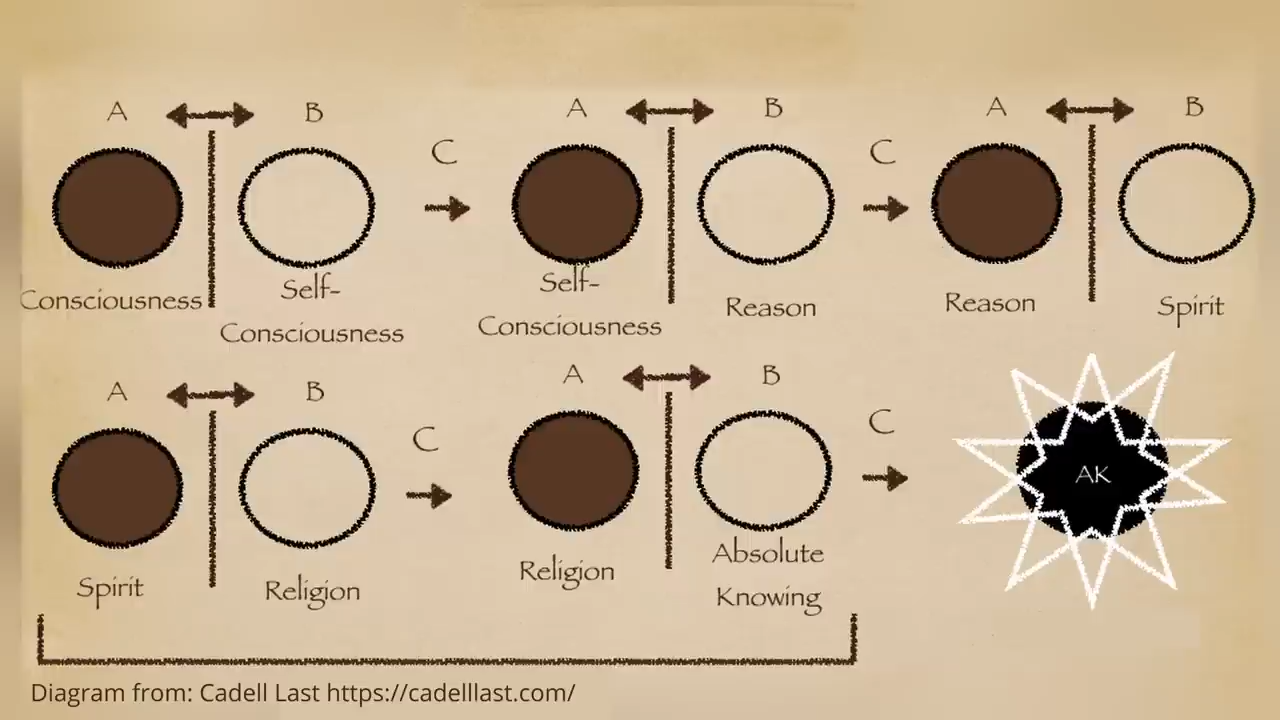 A B
C
A B
C
A B
Consciousness
Self-
Consciousness
Self-
Consciousness
Reason
Reason
Spirit
A B
C
A B
C
AK
Spirit
Religion
Religion
Absolute
Knowing
Diagram from: Cadell Last https://cadelllast.com/